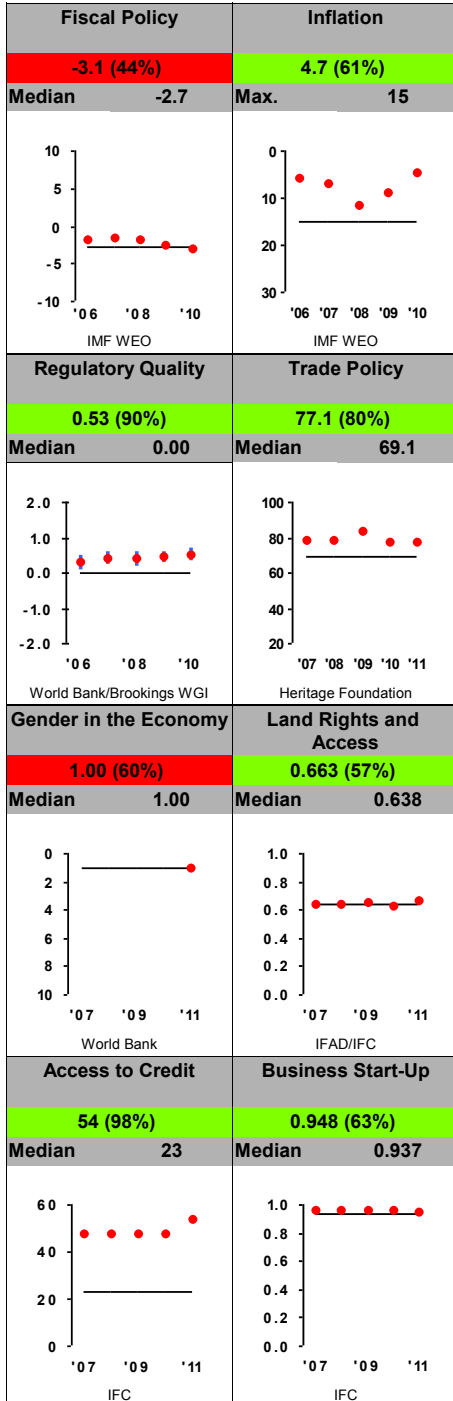 Fiscal Policy
-3.1 (44%)
Median -2.7
10
5
0
-5
-10
'06 '08 '10
IMF WEO
Inflation
4.7 (61%)
Max. 15
0
10
20
30
'06 '07 '08 '09 '10
IMF WEO
Regulatory Quality
0.53 (90%)
Median 0.00
2.0
1.0
0.0
-1.0
-2.0
'06 '08 '10
World Bank/Brookings WGI
Trade Policy
77.1 (80%)
Median 69.1
100
80
60
40
20
'07 '08 '09 '10 '11
Heritage Foundation
Gender in the Economy
1.00 (60%)
Median 1.00
0
2
4
6
8
10
'07 '09 '11
World Bank
Land Rights and
Access
0.663 (57%)
Median 0.638
1.0
0.8
0.6
0.4
0.2
0.0
'07 '09 '11
IFAD/IFC
Access to Credit
54 (98%)
Median 23
60
40
20
0
'07 '09 '11
IFC
Business Start-Up
0.948 (63%)
Median 0.937
1.0
0.8
0.6
0.4
0.2
0.0
'07 '09 '11
IFC